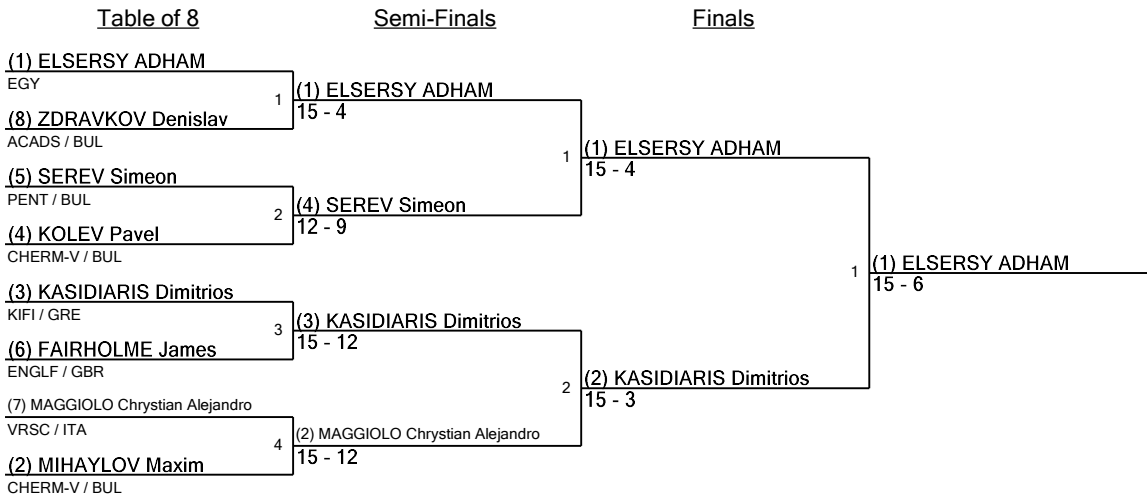 Table of 8
Semi-Finals
Finals
(1) ELSERSY ADHAM
EGY
1
(8) ZDRAVKOV Denislav
ACADS / BUL
(5) SEREV Simeon
PENT / BUL
2
(4) KOLEV Pavel
CHERM-V / BUL
(3) KASIDIARIS Dimitrios
KIFI / GRE
3
(6) FAIRHOLME James
ENGLF / GBR
(7) MAGGIOLO Chrystian Alejandro
VRSC / ITA
4
(2) MIHAYLOV Maxim
CHERM-V / BUL
(1) ELSERSY ADHAM
15 - 4
1
(4) SEREV Simeon
12 - 9
(3) KASIDIARIS Dimitrios
15 - 12
2
(2) MAGGIOLO Chrystian Alejandro
15 - 12
(1) ELSERSY ADHAM
15 - 4
1
(2) KASIDIARIS Dimitrios
15 - 3
(1) ELSERSY ADHAM
15 - 6